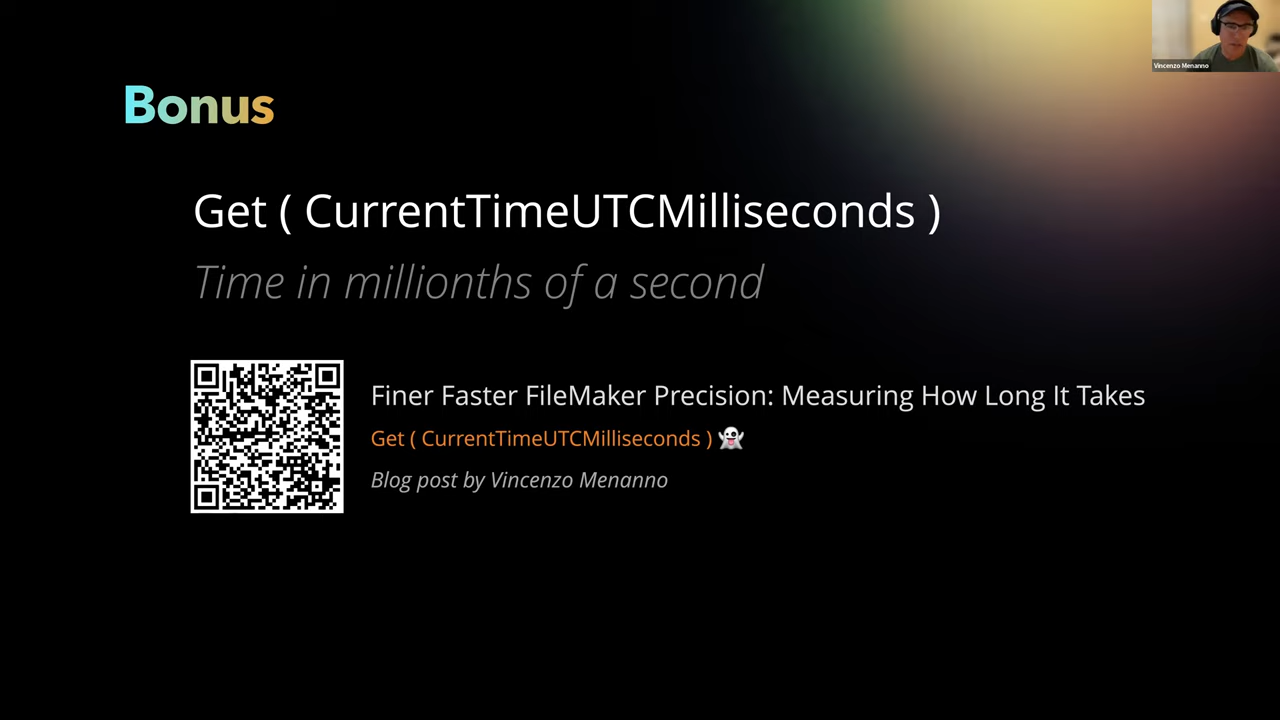 Vincenzo Menanno
Bonus
Get ( CurrentTimeUTCMilliseconds )
Time in millionths of a second
Finer Faster FileMaker Precision: Measuring How Long It Takes
Get ( CurrentTimeUTCMilliseconds ) 👻
Blog post by Vincenzo Menanno